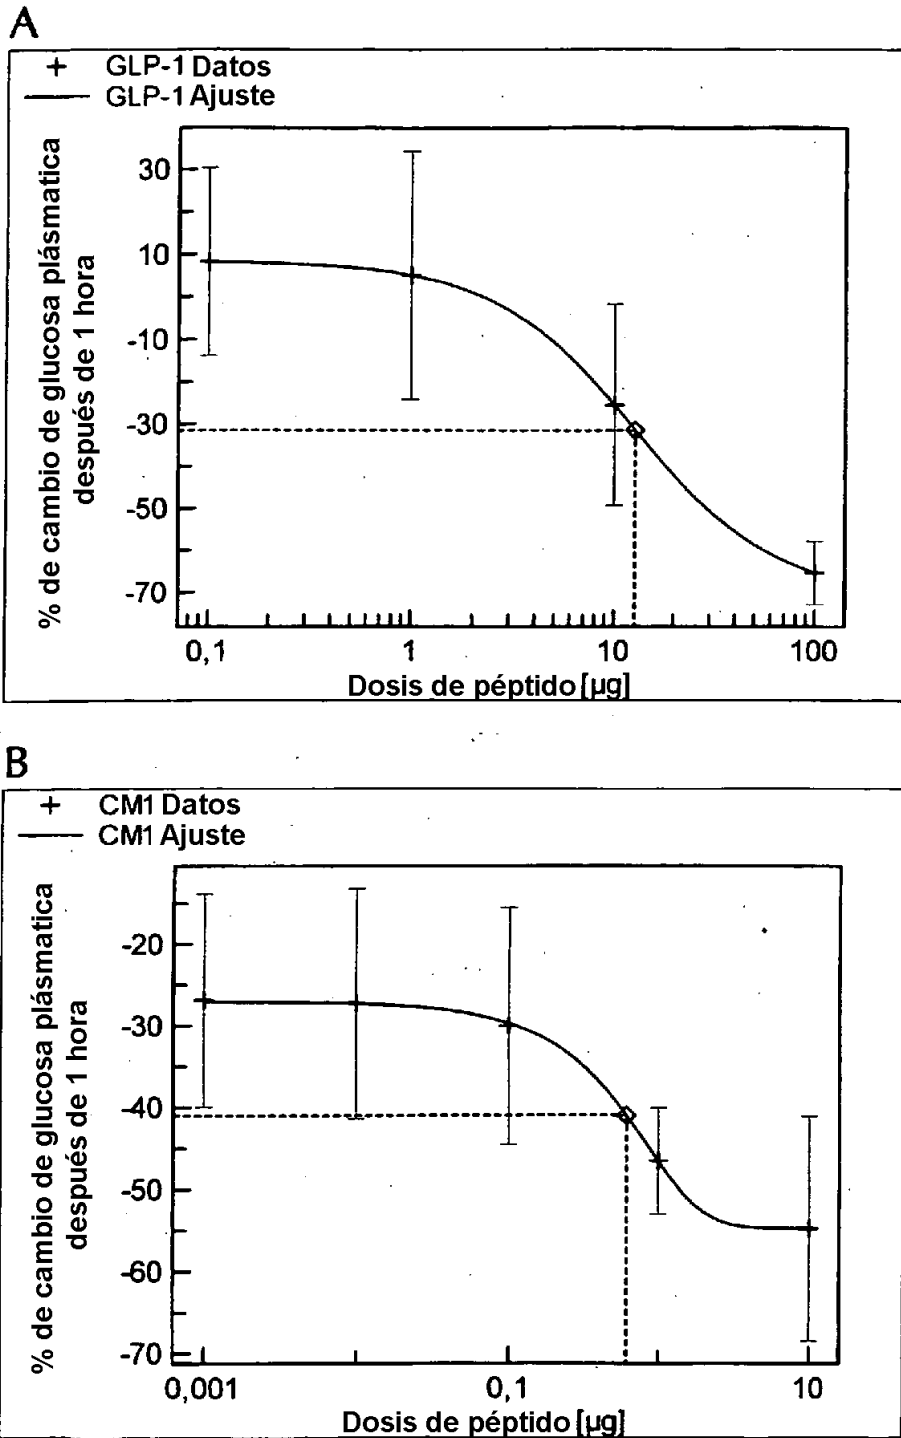 A
GLP-1 Datos
GLP-1 Ajuste
% de cambio de glucosa plásmatica
después de 1 hora
30
10
-10
-30
-50
-70
0,1
1
10
100
Dosis de péptido [µg]
B
CM1 Datos
CM1 Ajuste
% de cambio de glucosa plásmatica
después de 1 hora
-20
-30
-40
-50
-60
-70
0,001
0,1
10
Dosis de péptido [µg]